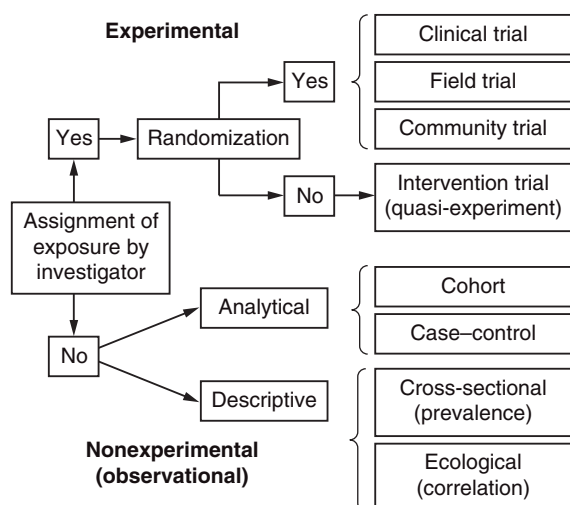 Experimental
Clinical trial
Yes
Field trial
Community trial
Yes
Randomization
No
Intervention trial
(quasi-experiment)
Assignment of
exposure by
investigator
Analytical
Cohort
Case–control
No
Descriptive
Cross-sectional
(prevalence)
Nonexperimental
(observational)
Ecological
(correlation)